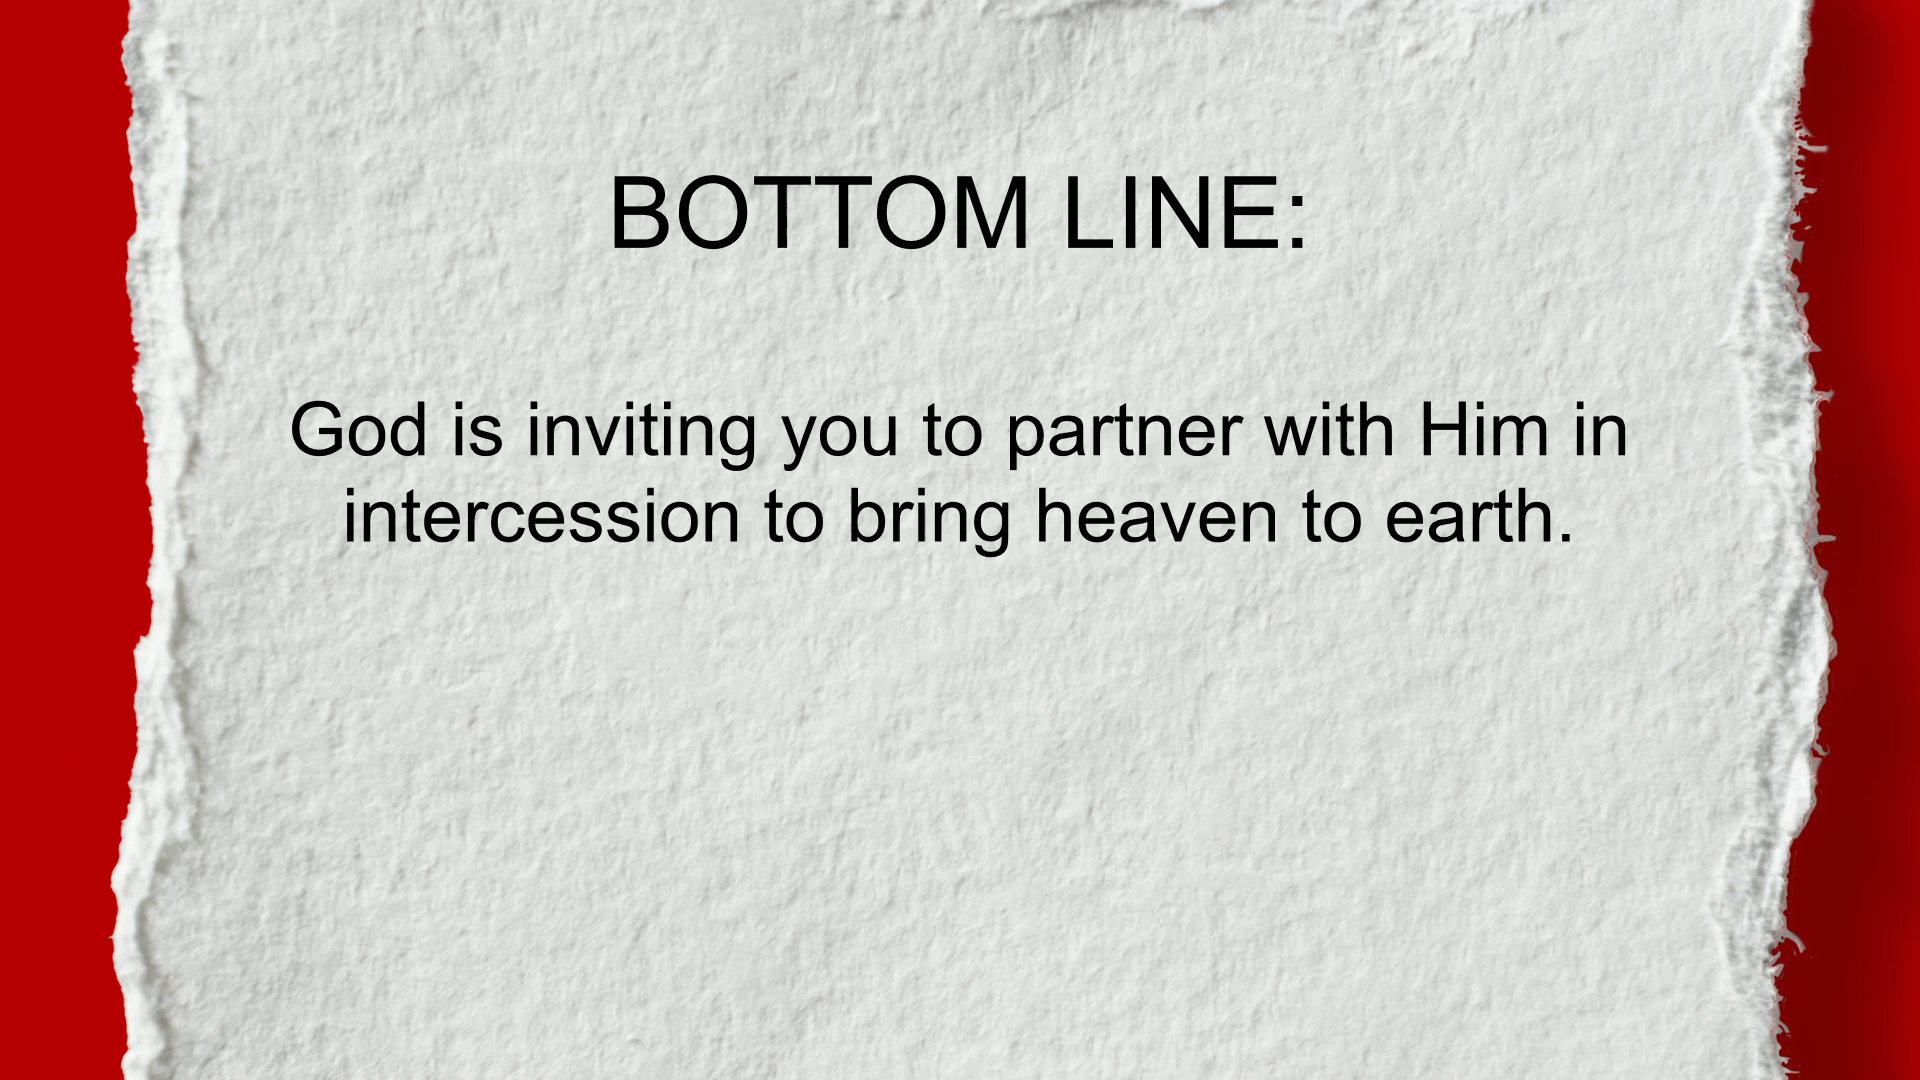 BOTTOM LINE:
God is inviting you to partner with Him in
intercession to bring heaven to earth.